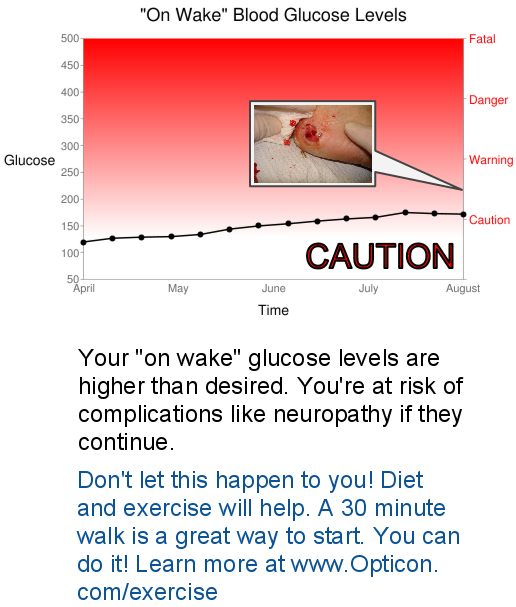 "On Wake" Blood Glucose Levels
500
450
400
350
300
250
200
150
100
50
Glucose
Fatal
Danger
Warning
Caution
CAUTION
April
May
June
July
August
Time
Your "on wake" glucose levels are
higher than desired. You're at risk of
complications like neuropathy if they
continue.
Don't let this happen to you! Diet
and exercise will help. A 30 minute
walk is a great way to start. You can
do it! Learn more at www.Opticon.
com/exercise